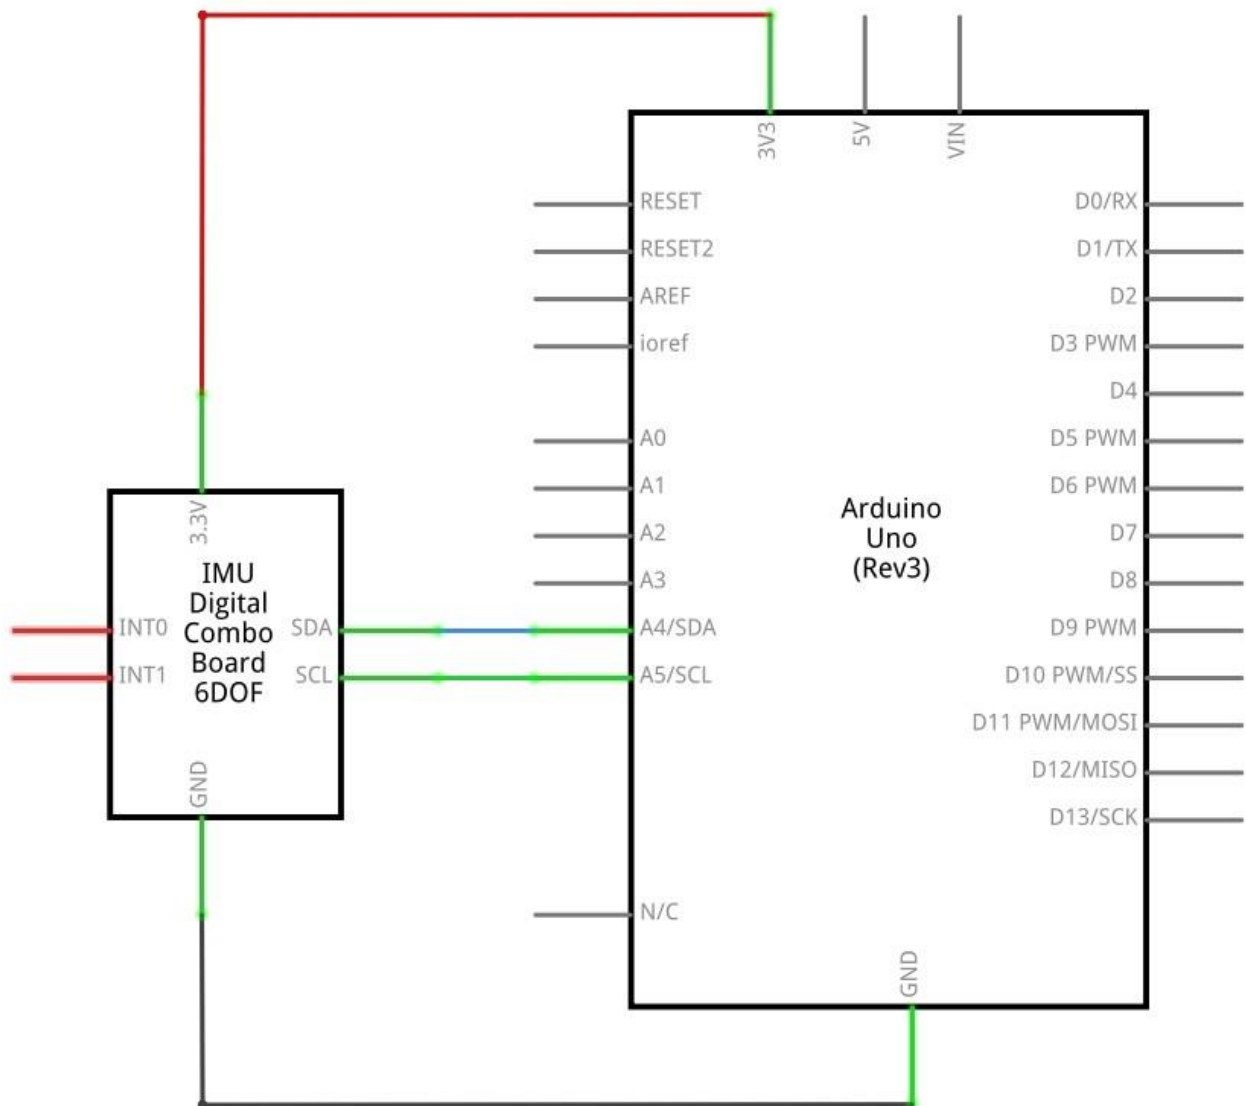 3V3
5V
VIN
RESET
RESET2
AREF
ioref
A0
A1
A2
A3
A4/SDA
A5/SCL
N/C
Arduino
Uno
(Rev3)
D0/RX
D1/TX
D2
D3 PWM
D4
D5 PWM
D6 PWM
D7
D8
D9 PWM
D10 PWM/SS
D11 PWM/MOSI
D12/MISO
D13/SCK
GND
3.3V
IMU
Digital
Combo
Board
6DOF
INT0
INT1
SDA
SCL
GND